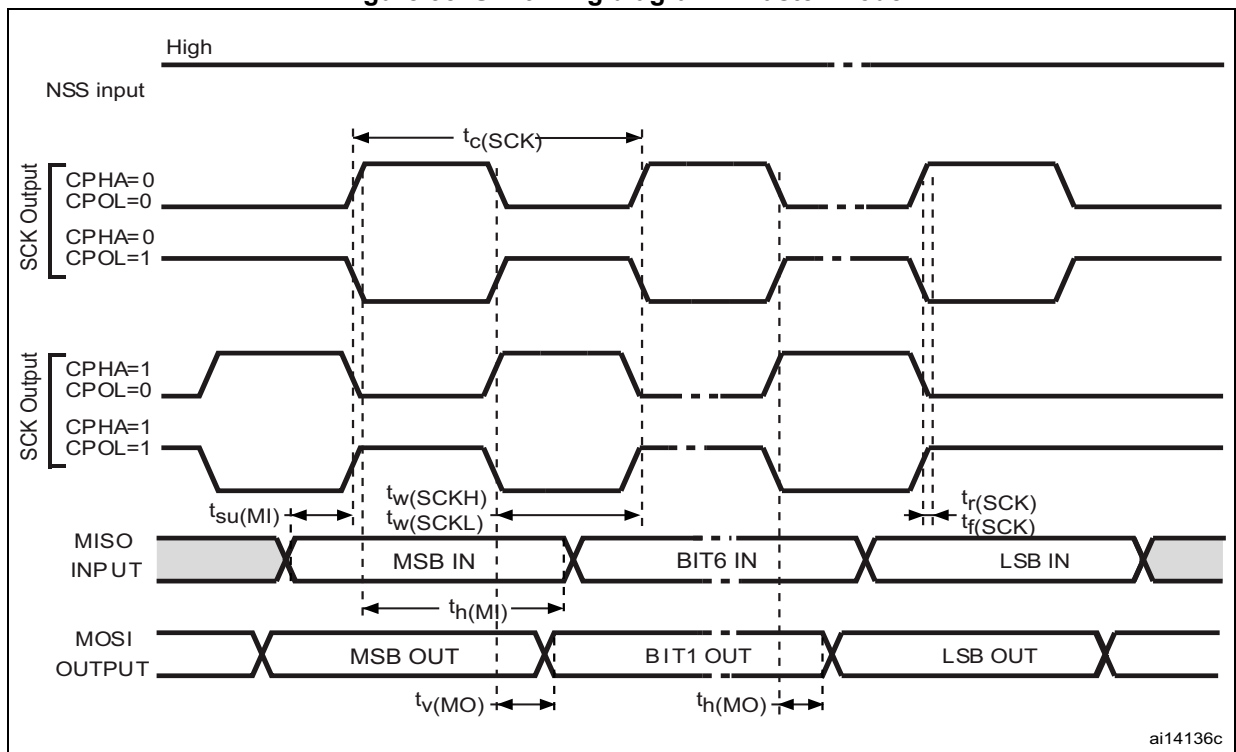 High
NSS input
tc(SCK)
SCK Output
CPHA=0
CPOL=0
CPHA=0
CPOL=1
SCK Output
CPHA=1
CPOL=0
CPHA=1
CPOL=1
tw(SCKH)
tw(SCKL)
tr(SCK)
tf(SCK)
tsu(MI)
MISO
INPUT
MSB IN
BIT6 IN
LSB IN
th(MI)
MOSI
OUTPUT
MSB OUT
BIT1 OUT
LSB OUT
tv(MO)
th(MO)
ai14136c